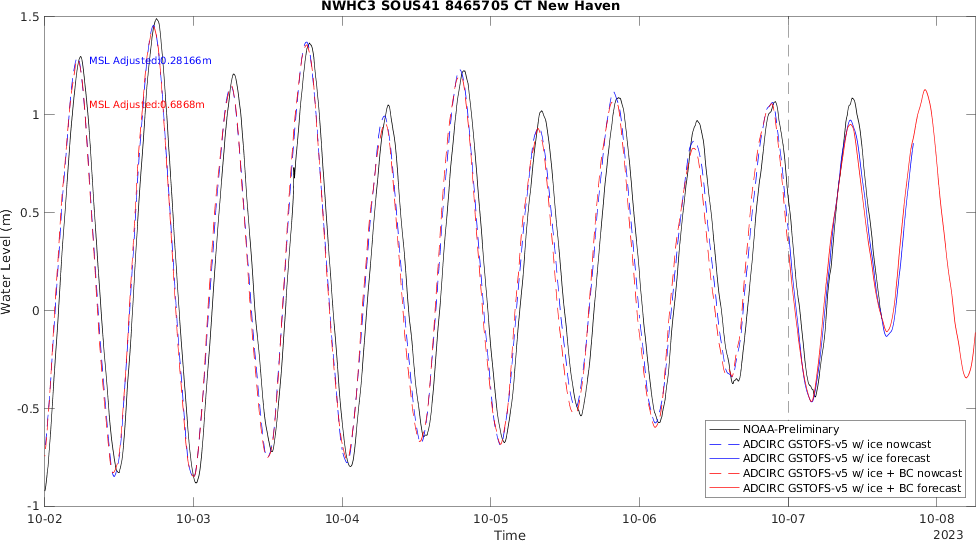 NWHC3 SOUS41 8465705 CT New Haven
1.5
MSL Adjusted:0.28166m
MSL Adjusted:0.6868m
1
0.5
Water Level (m)
0
-0.5
-1
NOAA-Preliminary
ADCIRC GSTOFS-v5 w/ ice nowcast
ADCIRC GSTOFS-v5 w/ ice forecast
ADCIRC GSTOFS-v5 w/ ice + BC nowcast
ADCIRC GSTOFS-v5 w/ ice + BC forecast
10-02 10-03 10-04 10-05 10-06 10-07 10-08
Time
2023